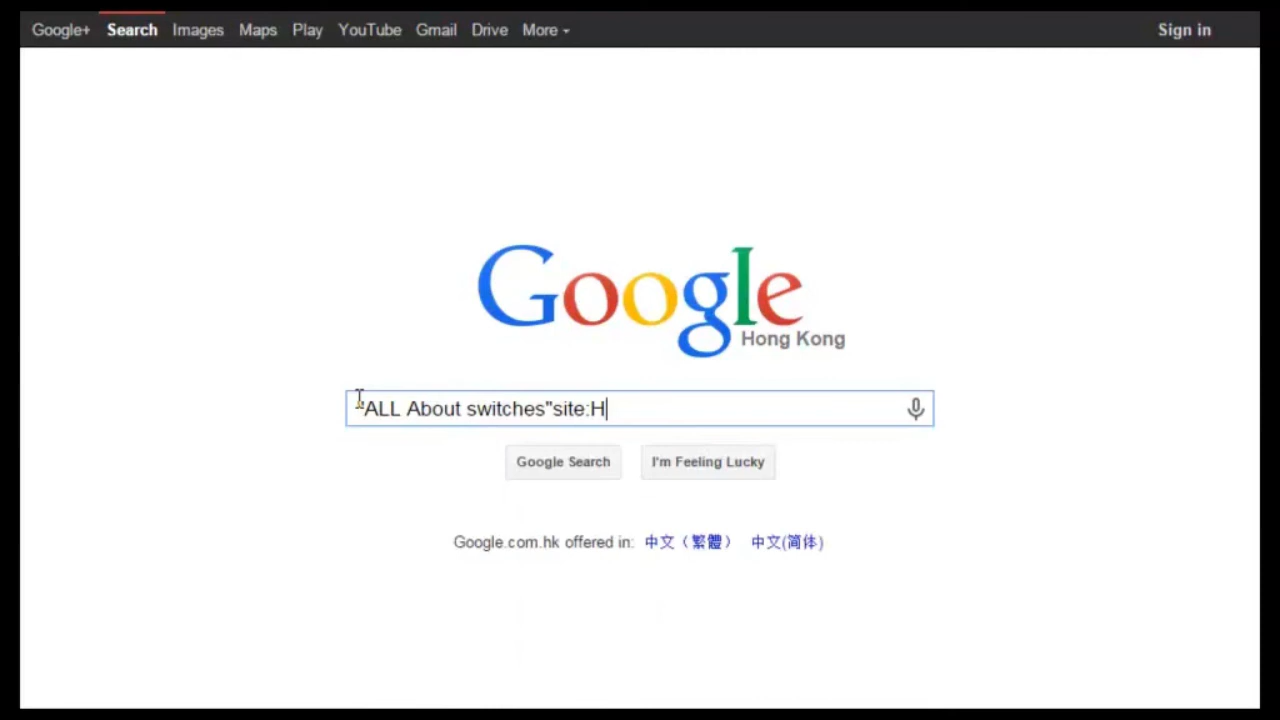 Google+ Search Images Maps Play YouTube Gmail Drive More Sign in
Google
Hong Kong
"ALL About switches"site:H
Google Search I'm Feeling Lucky
Google.com.hk offered in: 中文（繁體） 中文(简体)